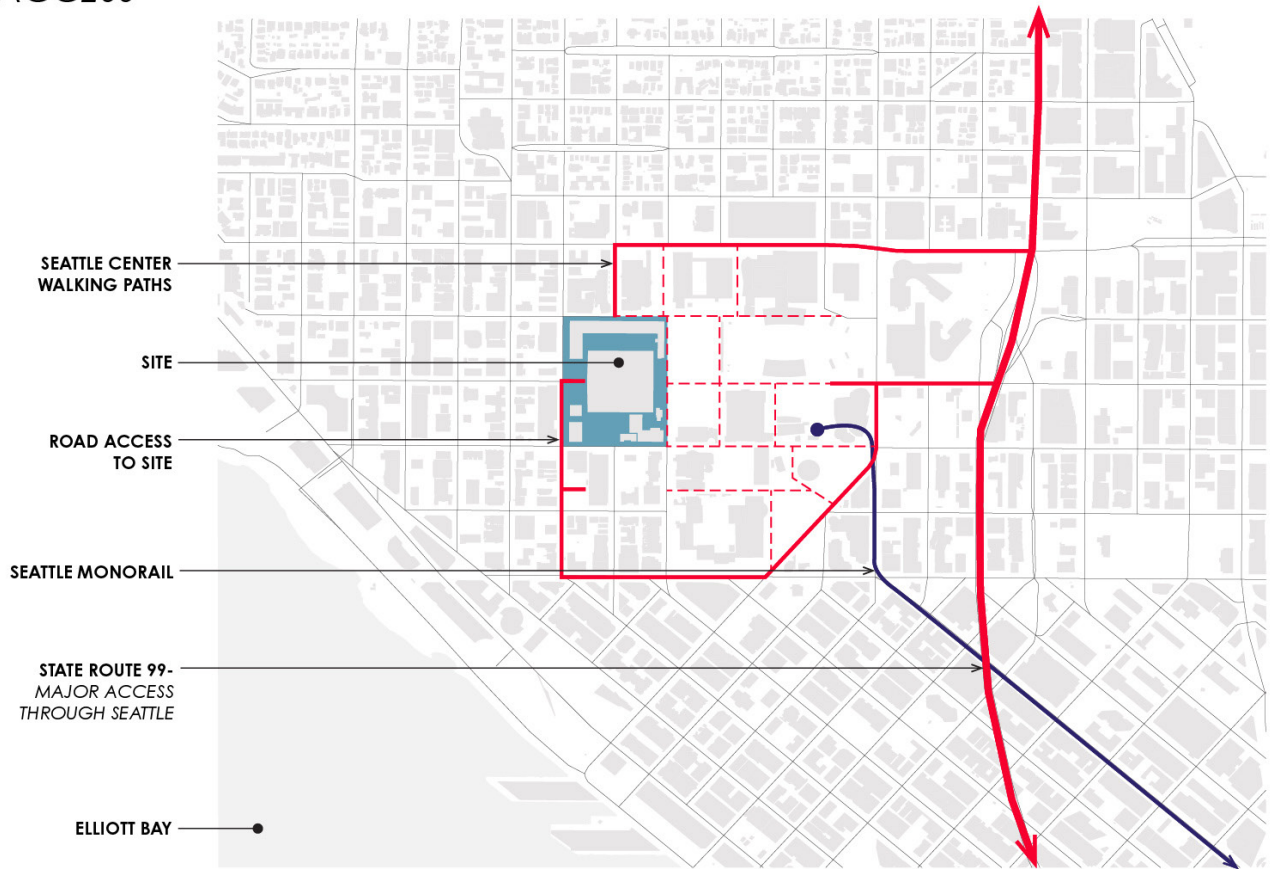 SEATTLE CENTER
WALKING PATHS
SITE
ROAD ACCESS
TO SITE
SEATTLE MONORAIL
STATE ROUTE 99-
MAJOR ACCESS
THROUGH SEATTLE
ELLIOTT BAY